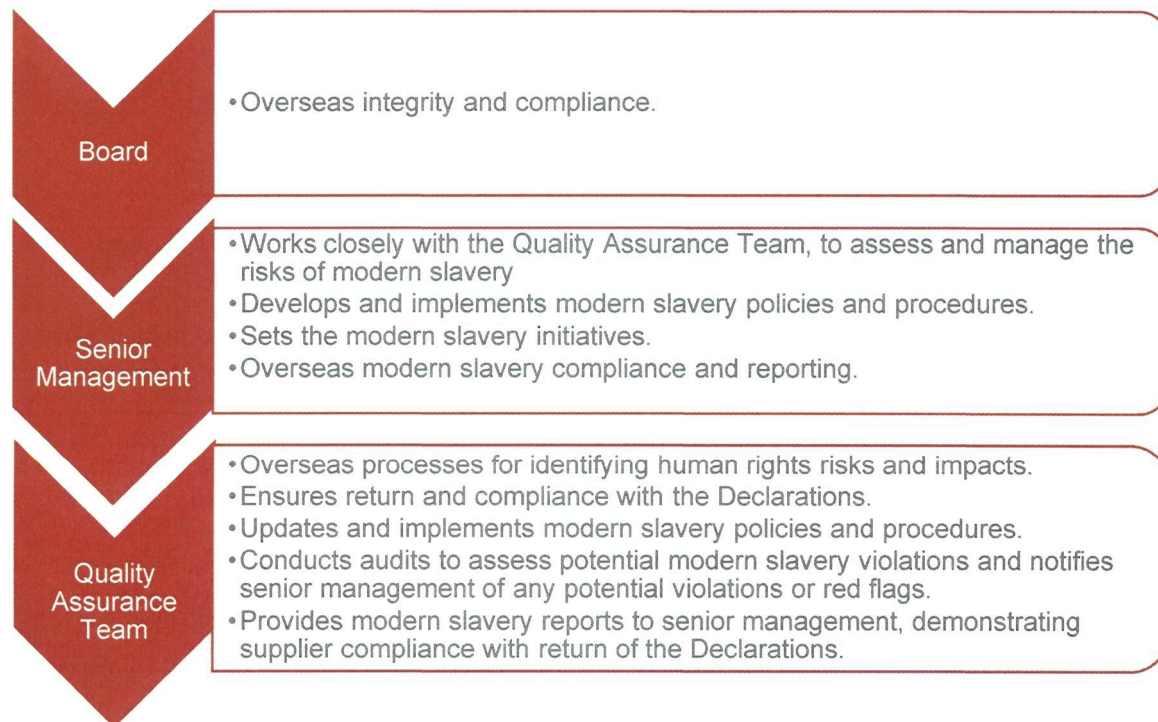 Board
•Overseas integrity and compliance.
Senior
Management
•Works closely with the Quality Assurance Team, to assess and manage the
risks of modern slavery
•Develops and implements modern slavery policies and procedures.
•Sets the modern slavery initiatives.
•Overseas modern slavery compliance and reporting.
Quality
Assurance
Team
•Overseas processes for identifying human rights risks and impacts.
•Ensures return and compliance with the Declarations.
•Updates and implements modern slavery policies and procedures.
•Conducts audits to assess potential modern slavery violations and notifies
senior management of any potential violations or red flags.
•Provides modern slavery reports to senior management, demonstrating
supplier compliance with return of the Declarations.